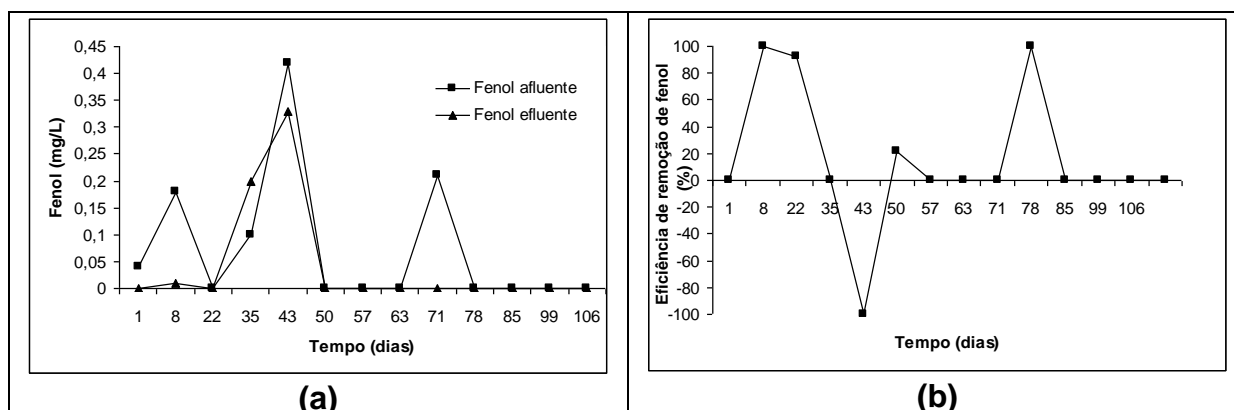 0,45
0,4
0,35
0,3
0,25
0,2
0,15
0,1
0,05
0
Fenol (mg/L)
Fenol afluente
Fenol efluente
1 8 22 35 43 50 57 63 71 78 85 99 106
Tempo (dias)
(a)
100
80
60
40
20
0
-20
-40
-60
-80
-100
Eficiência de remoção de fenol
(%)
1 8 22 35 43 50 57 63 71 78 85 99 106
Tempo (dias)
(b)